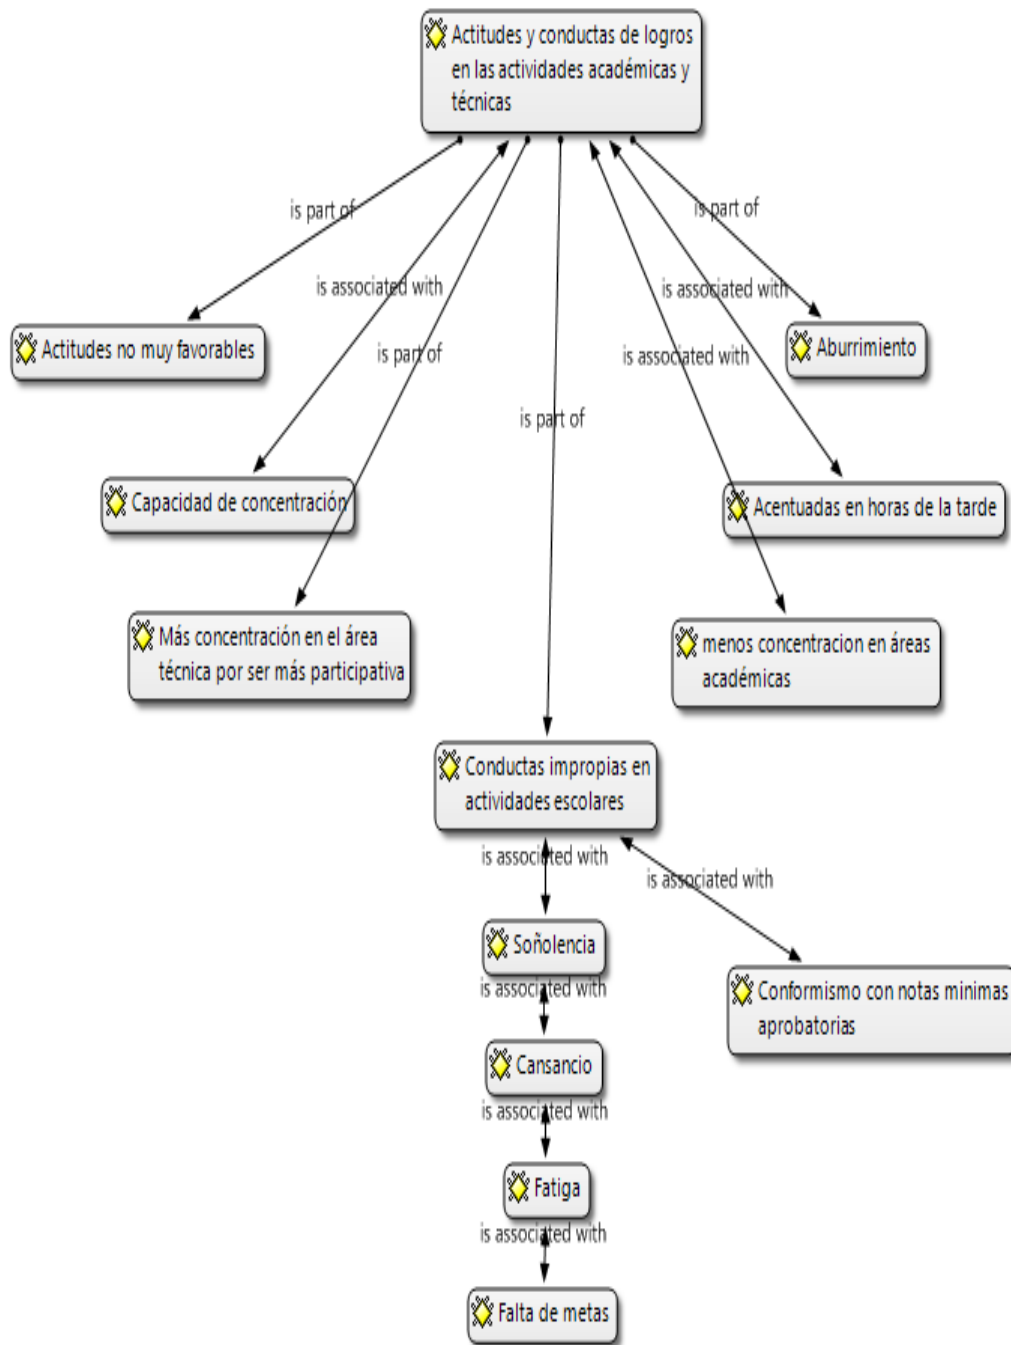 Actitudes y conductas de logros
en las actividades académicas y
técnicas
is part of
is part of
is associated with
is associated with
is part of
is associated with
Actitudes no muy favorables
Aburrimiento
is part of
Capacidad de concentración
Acentuadas en horas de la tarde
Más concentración en el área
técnica por ser más participativa
menos concentracion en áreas
académicas
Conductas impropias en
actividades escolares
is associated with
is associated with
Soñolencia
is associated with
Conformismo con notas minimas
aprobatorias
Cansancio
is associated with
Fatiga
is associated with
Falta de metas